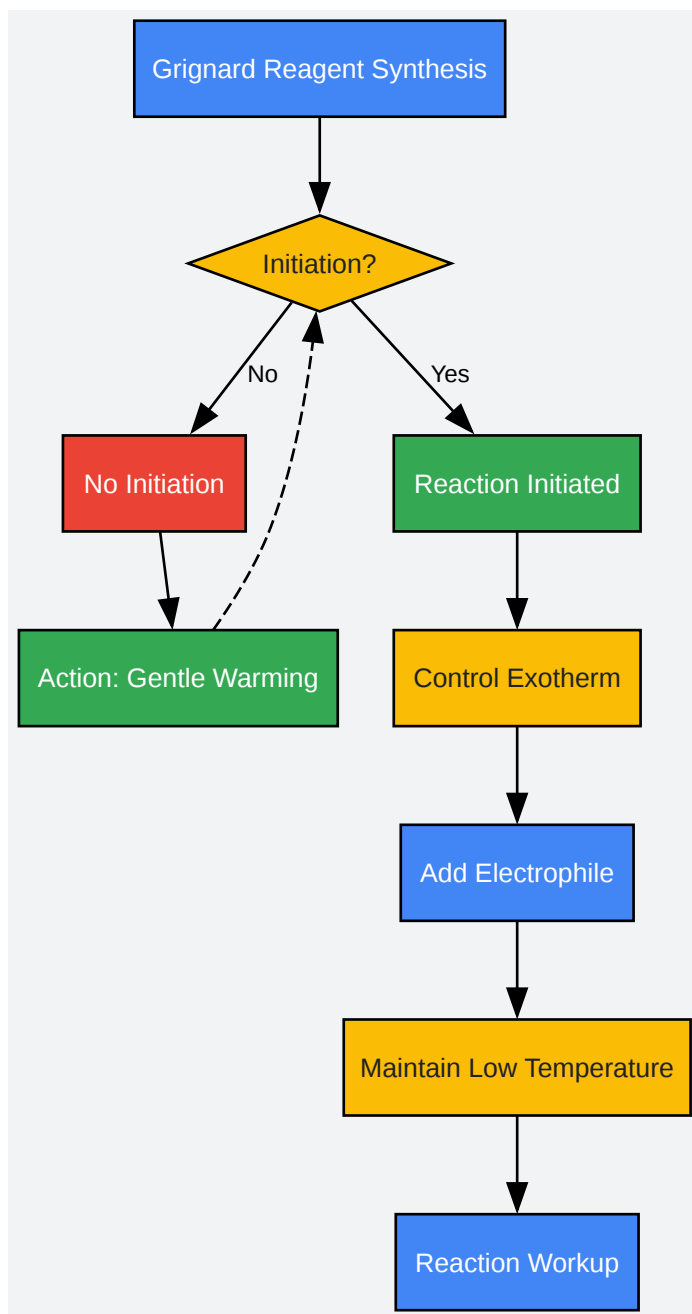 Grignard Reagent Synthesis
Initiation?
No
Yes
No Initiation
Reaction Initiated
Action: Gentle Warming
Control Exotherm
Add Electrophile
Maintain Low Temperature
Reaction Workup